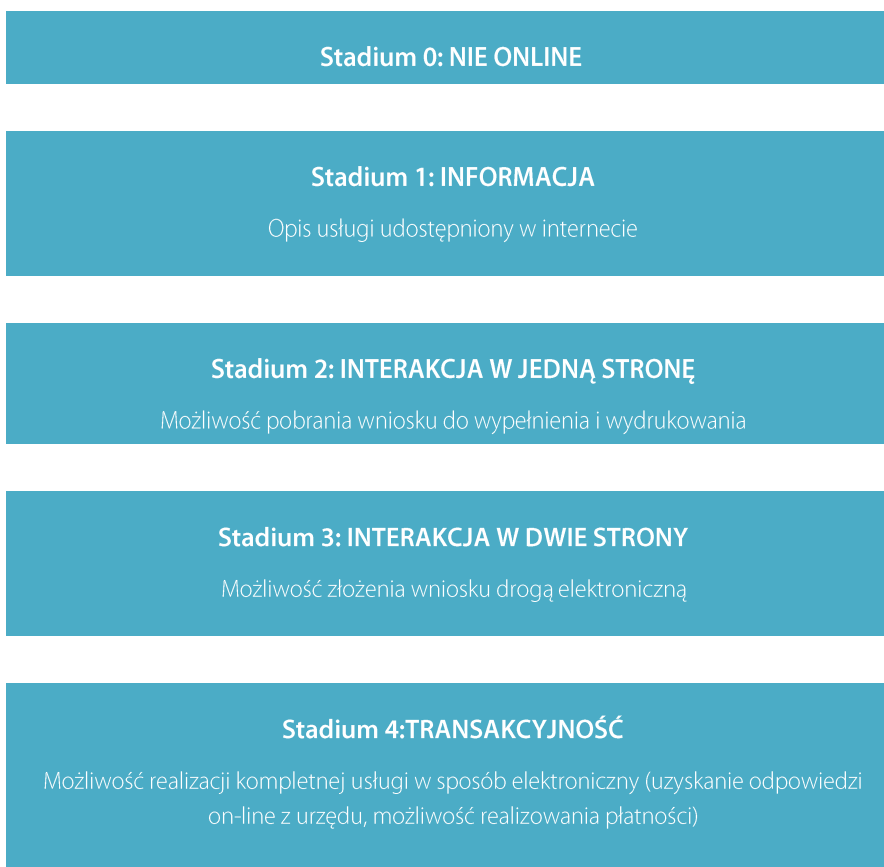 Stadium 0: NIE ONLINE
Stadium 1: INFORMACJA
Opis usługi udostępniony w internecie
Stadium 2: INTERAKCJA W JEDNĄ STRONĘ
Możliwość pobrania wniosku do wypełnienia i wydrukowania
Stadium 3: INTERAKCJA W DWIE STRONY
Możliwość złożenia wniosku drogą elektroniczną
Stadium 4:TRANSAKCYJNOŚĆ
Możliwość realizacji kompletnej usługi w sposób elektroniczny (uzyskanie odpowiedzi
on-line z urzędu, możliwość realizowania płatności)